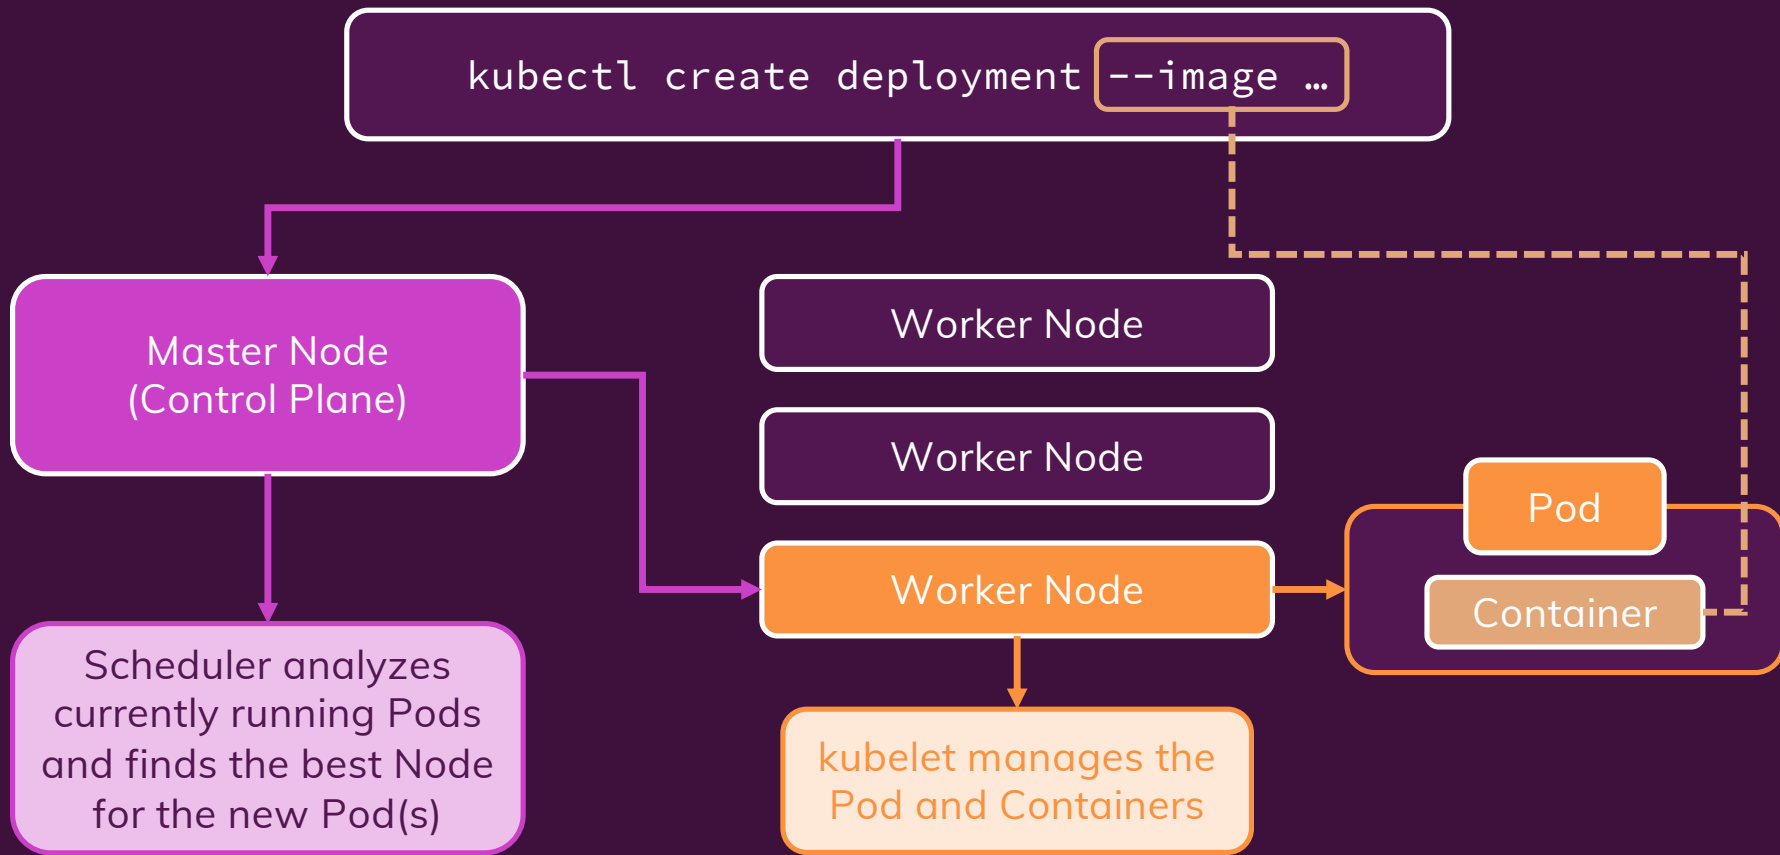 kubectl create deployment --image …
Master Node
(Control Plane)
Worker Node
Worker Node
Worker Node
Pod
Container
Scheduler analyzes
currently running Pods
and finds the best Node
for the new Pod(s)
kubelet manages the
Pod and Containers